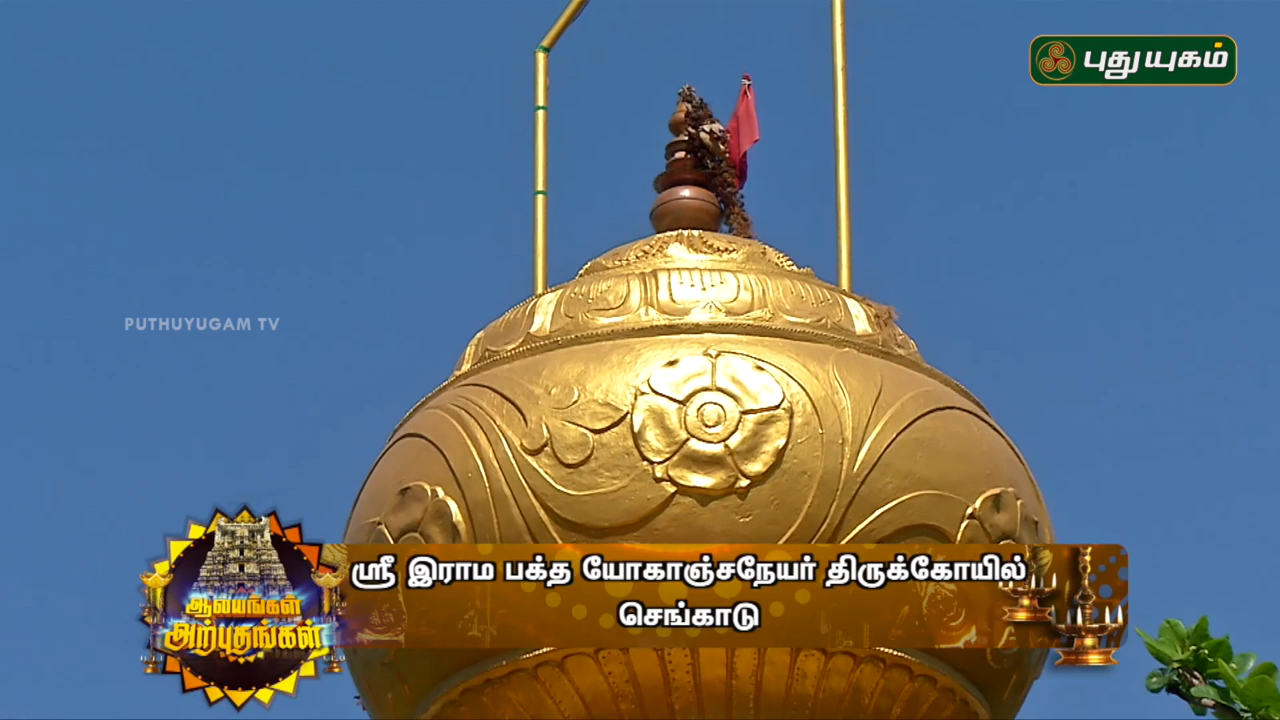 புதுயுகம்
PUTHUYUGAM TV
ஸ்ரீ இராம பக்த யோகாஞ்சநேயர் திருக்கோயில்
செங்காடு
ஆலயங்கள்
அற்புதங்கள்